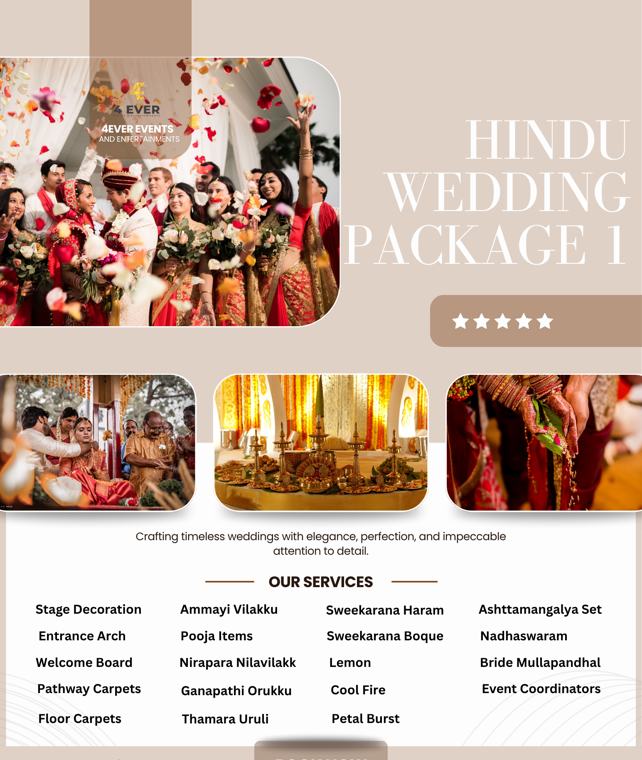 4 EVER
4EVER EVENTS
AND ENTERTAINMENTS
HINDU
WEDDING
PACKAGE 1
Crafting timeless weddings with elegance, perfection, and impeccable
attention to detail.
OUR SERVICES
Stage Decoration
Entrance Arch
Welcome Board
Pathway Carpets
Floor Carpets
Ammayi Vilakku
Pooja Items
Nirapara Nilavilakk
Ganapathi Orukku
Thamara Uruli
Sweekarana Haram
Sweekarana Boque
Lemon
Cool Fire
Petal Burst
Ashttamangalya Set
Nadhaswaram
Bride Mullapandhal
Event Coordinators